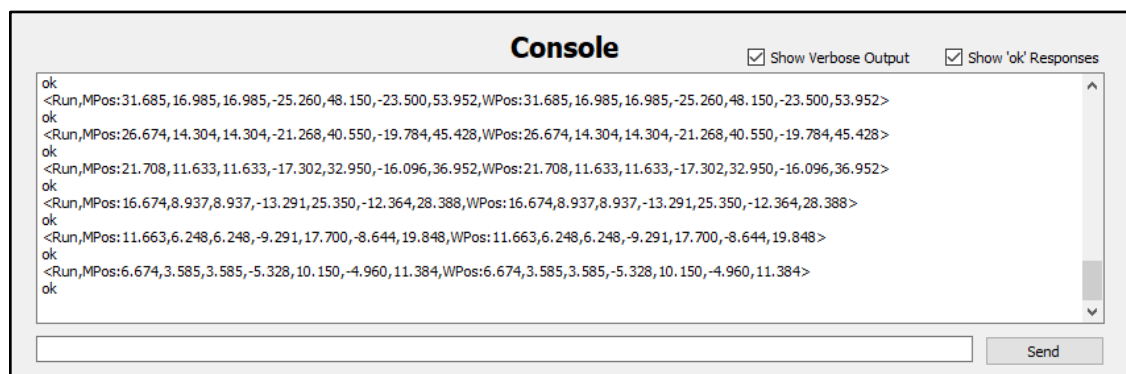 Console
Show Verbose Output
Show 'ok' Responses
ok
<Run,MPos:31.685,16.985,16.985,-25.260,48.150,-23.500,53.952,WPos:31.685,16.985,16.985,-25.260,48.150,-23.500,53.952>
ok
<Run,MPos:26.674,14.304,14.304,-21.268,40.550,-19.784,45.428,WPos:26.674,14.304,14.304,-21.268,40.550,-19.784,45.428>
ok
<Run,MPos:21.708,11.633,11.633,-17.302,32.950,-16.096,36.952,WPos:21.708,11.633,11.633,-17.302,32.950,-16.096,36.952>
ok
<Run,MPos:16.674,8.937,8.937,-13.291,25.350,-12.364,28.388,WPos:16.674,8.937,8.937,-13.291,25.350,-12.364,28.388>
ok
<Run,MPos:11.663,6.248,6.248,-9.291,17.700,-8.644,19.848,WPos:11.663,6.248,6.248,-9.291,17.700,-8.644,19.848>
ok
<Run,MPos:6.674,3.585,3.585,-5.328,10.150,-4.960,11.384,WPos:6.674,3.585,3.585,-5.328,10.150,-4.960,11.384>
ok
Send